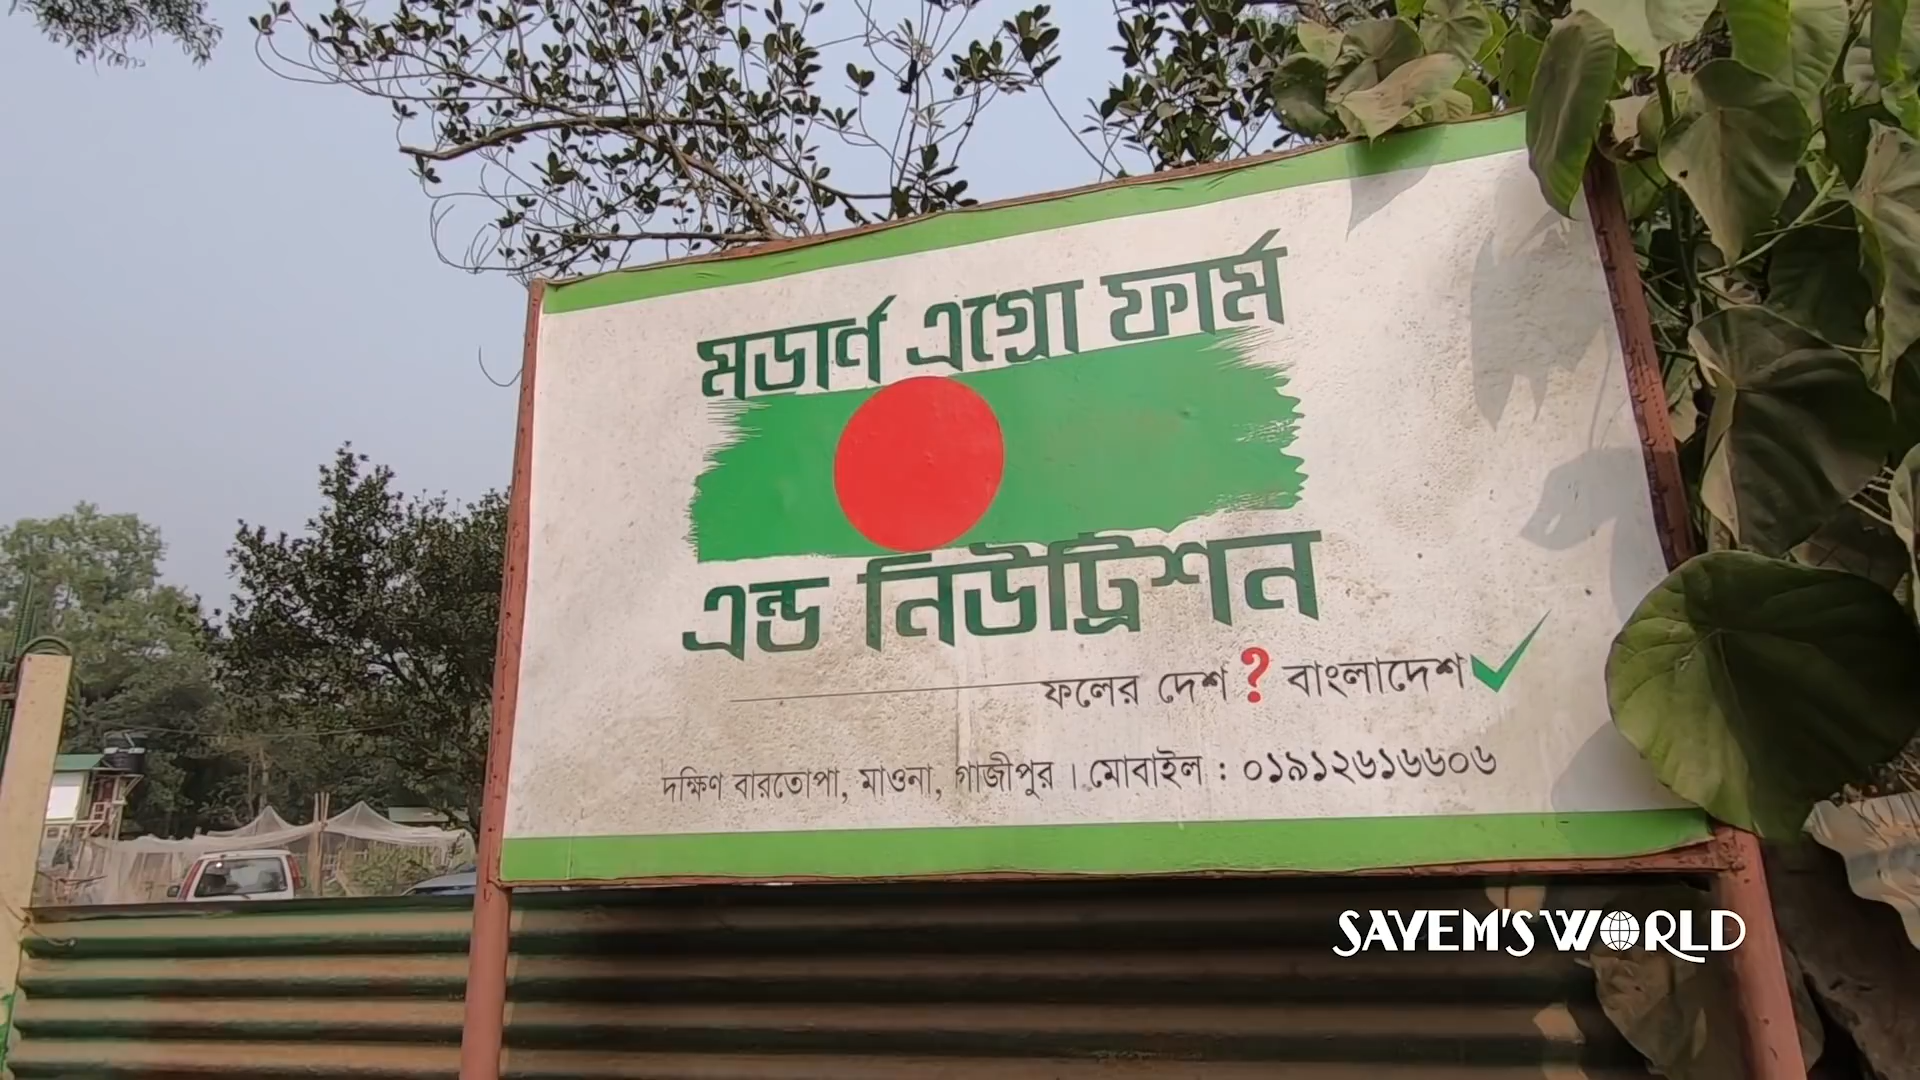 মডার্ণ এগ্রো ফার্ম
এন্ড নিউট্রিশন
ফলের দেশ ? বাংলাদেশ
দক্ষিণ বারতোপা, মাওনা, গাজীপুর । মোবাইল : ০১৯১২৬১৬৬০৬
SAYEM'S WORLD